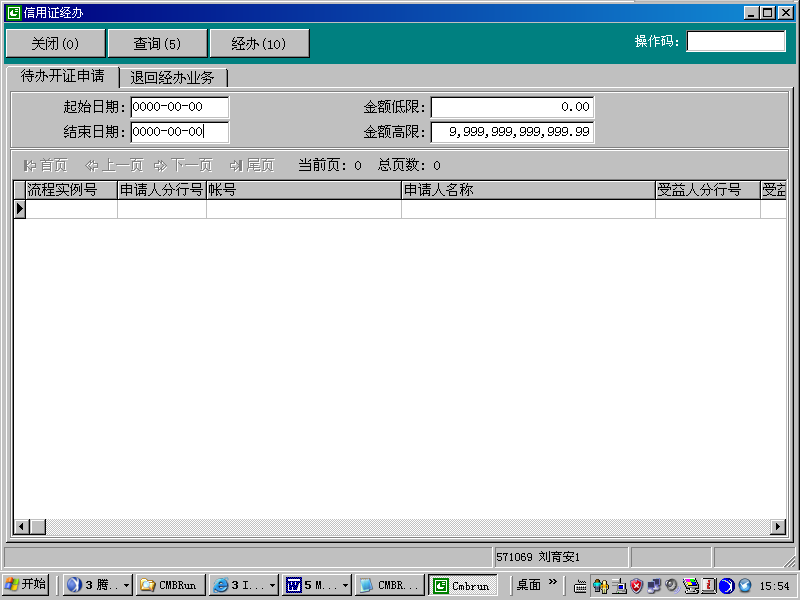 信用证经办
关闭(0) 查询(5) 经办(10) 操作码:
待办开证申请 退回经办业务
起始日期: 0000-00-00 金额低限: 0.00
结束日期: 0000-00-00 金额高限: 9,999,999,999,999.99
首页 上一页 下一页 尾页 当前页: 0 总页数: 0
流程实例号 申请人分行号 帐号 申请人名称 受益人分行号 受益
571069 刘育安1
开始 3 腾.. CMBRun 3 I... 5 M... CMBR... Cmbrun 桌面 » 15:54